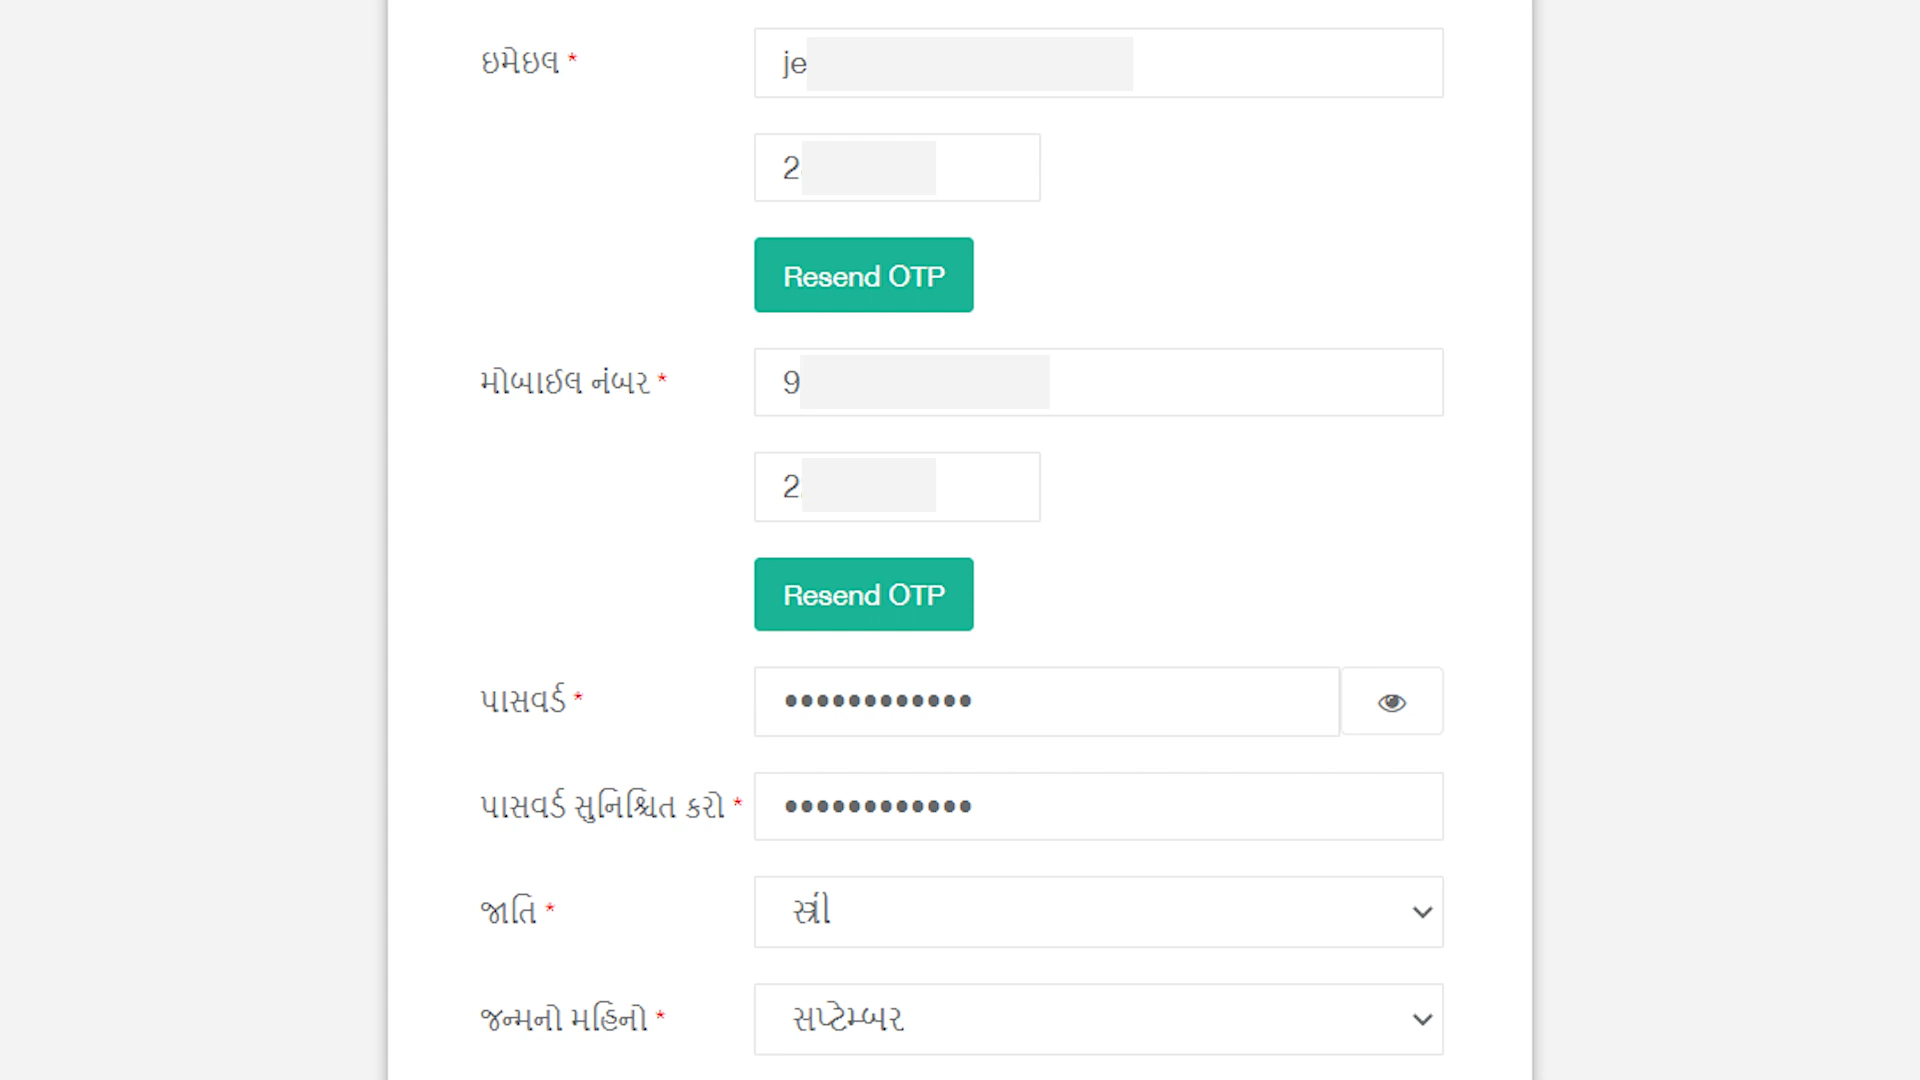 ઇમેઇલ * je
2
Resend OTP
મોબાઈલ નંબર * 9
2
Resend OTP
પાસવર્ડ * ••••••••••••
પાસવર્ડ સુનિશ્ચિત કરો * ••••••••••••
જાતિ * સ્ત્રી
જન્મનો મહિનો * સપ્ટેમ્બર